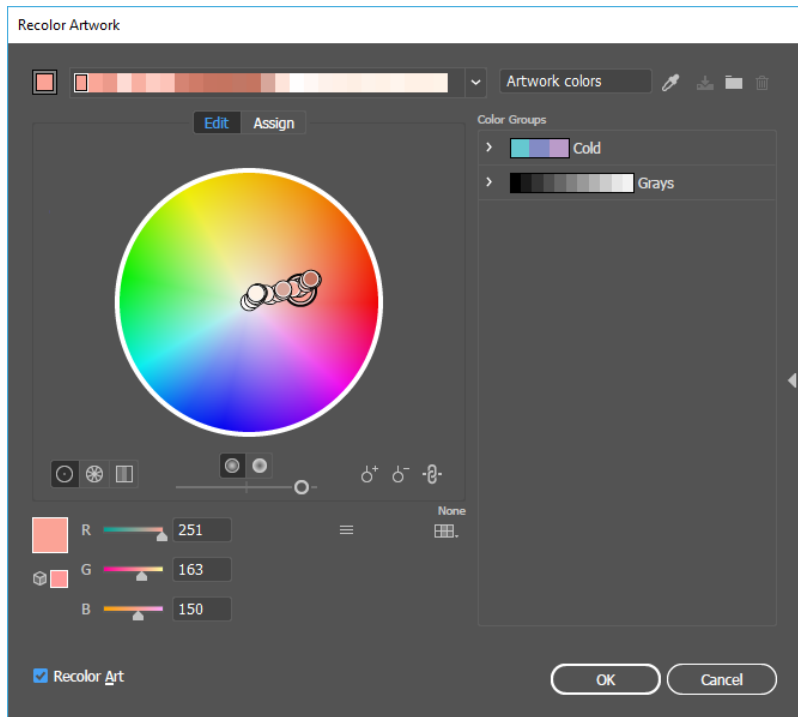 Recolor Artwork
Artwork colors
Edit Assign
Color Groups
Cold
Grays
None
R 251
G 163
B 150
Recolor Art
OK Cancel